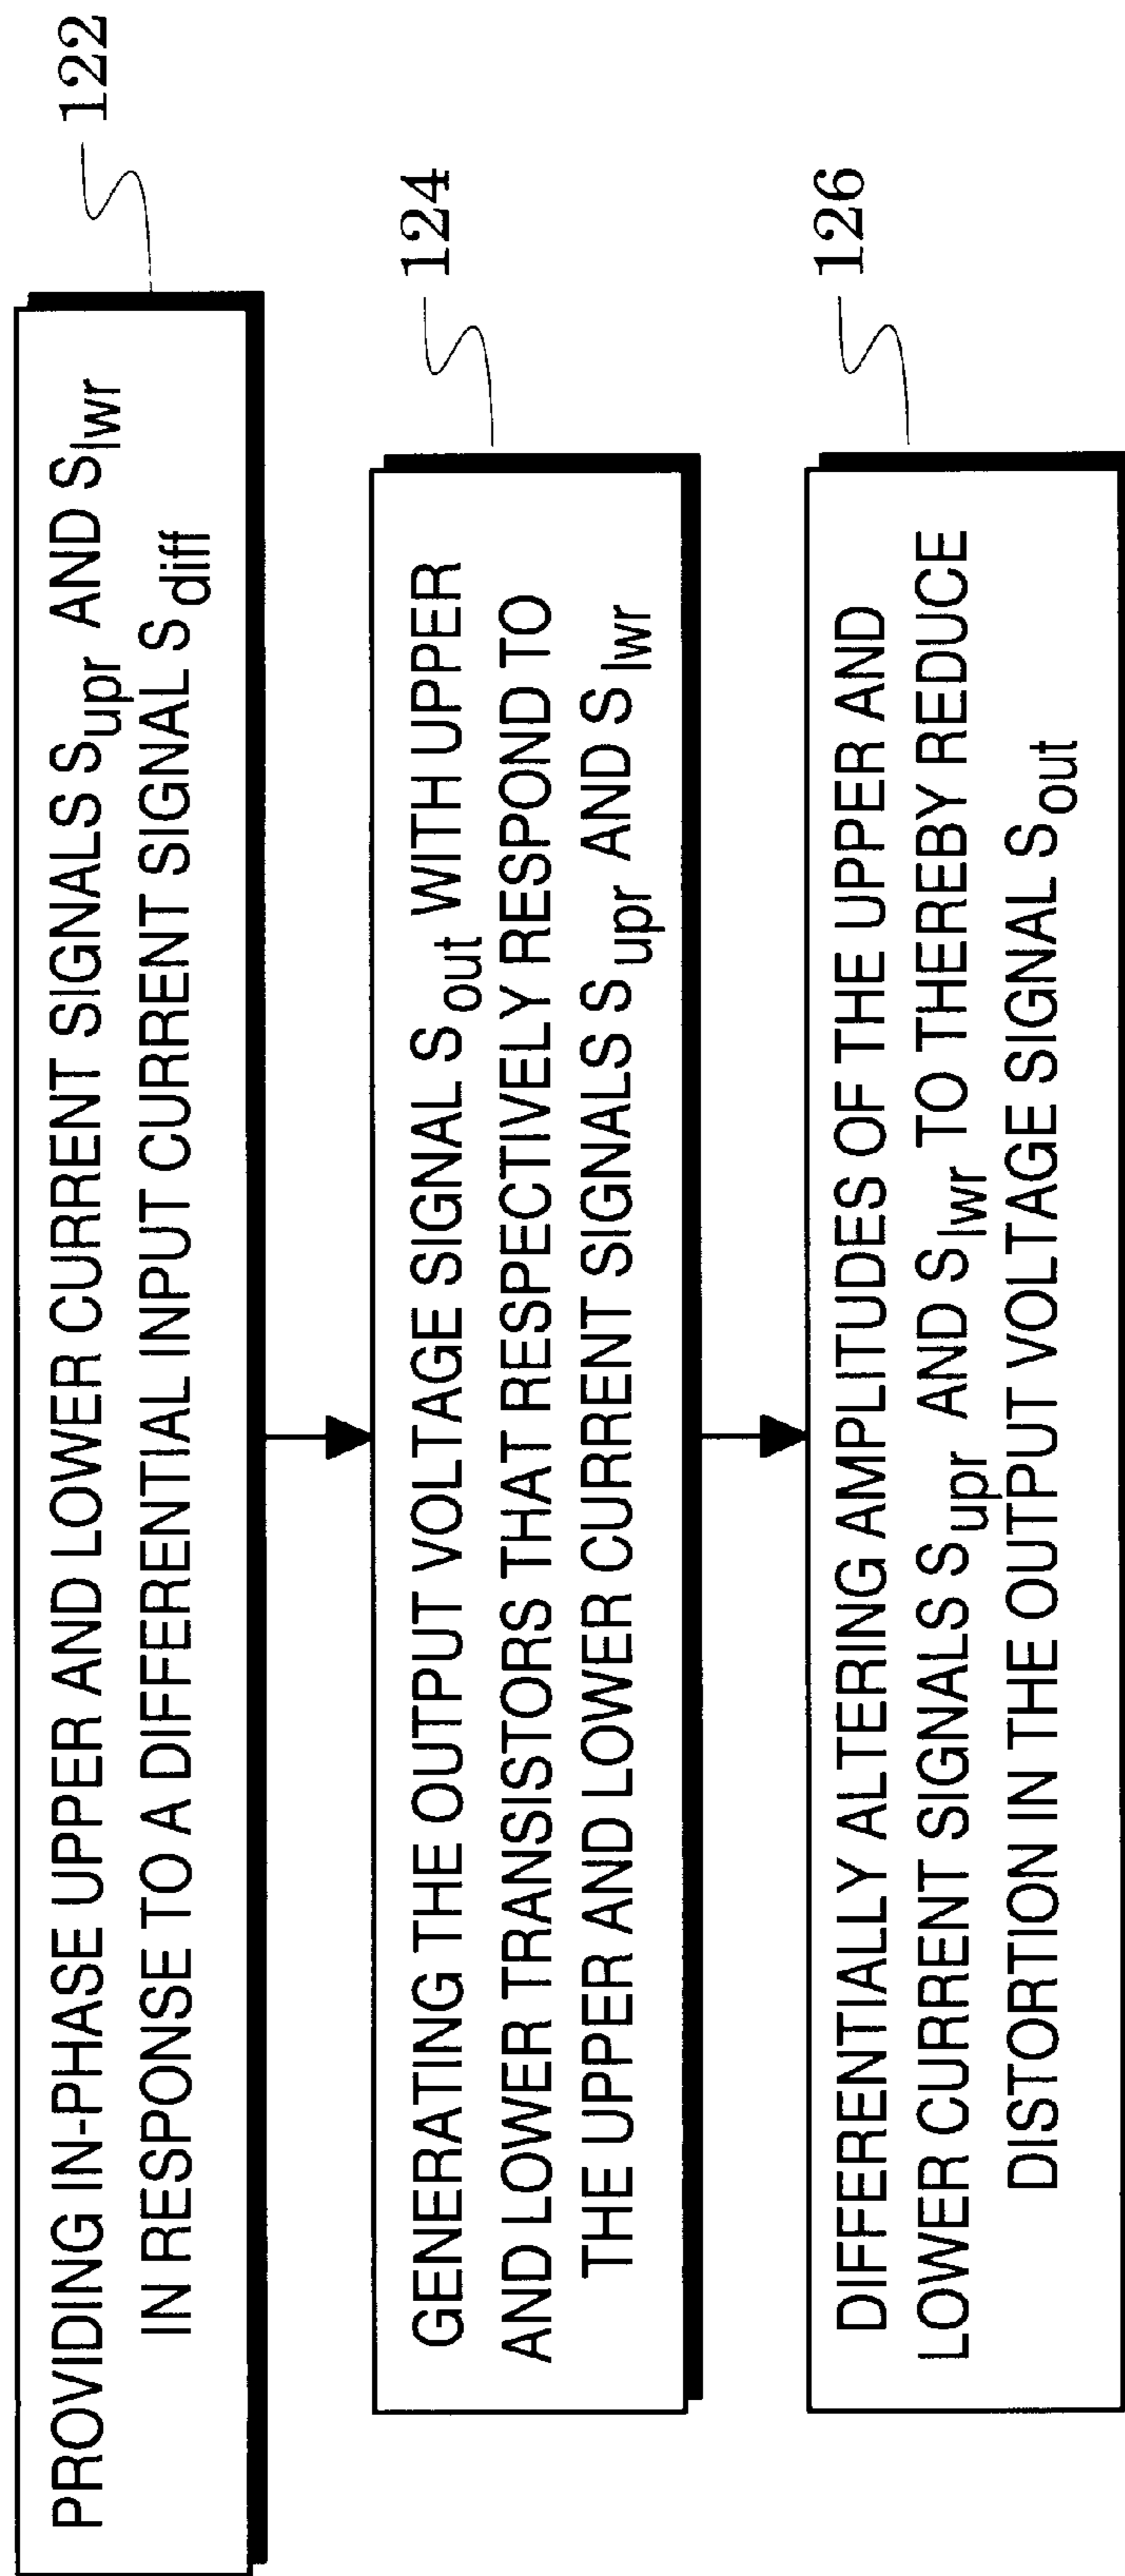 PROVIDING IN-PHASE UPPER AND LOWER CURRENT SIGNALS Supr AND Slwr
IN RESPONSE TO A DIFFERENTIAL INPUT CURRENT SIGNAL Sdiff
122
GENERATING THE OUTPUT VOLTAGE SIGNAL Sout WITH UPPER
AND LOWER TRANSISTORS THAT RESPECTIVELY RESPOND TO
THE UPPER AND LOWER CURRENT SIGNALS Supr AND Slwr
124
DIFFERENTIALLY ALTERING AMPLITUDES OF THE UPPER AND
LOWER CURRENT SIGNALS Supr AND Slwr TO THEREBY REDUCE
DISTORTION IN THE OUTPUT VOLTAGE SIGNAL Sout
126